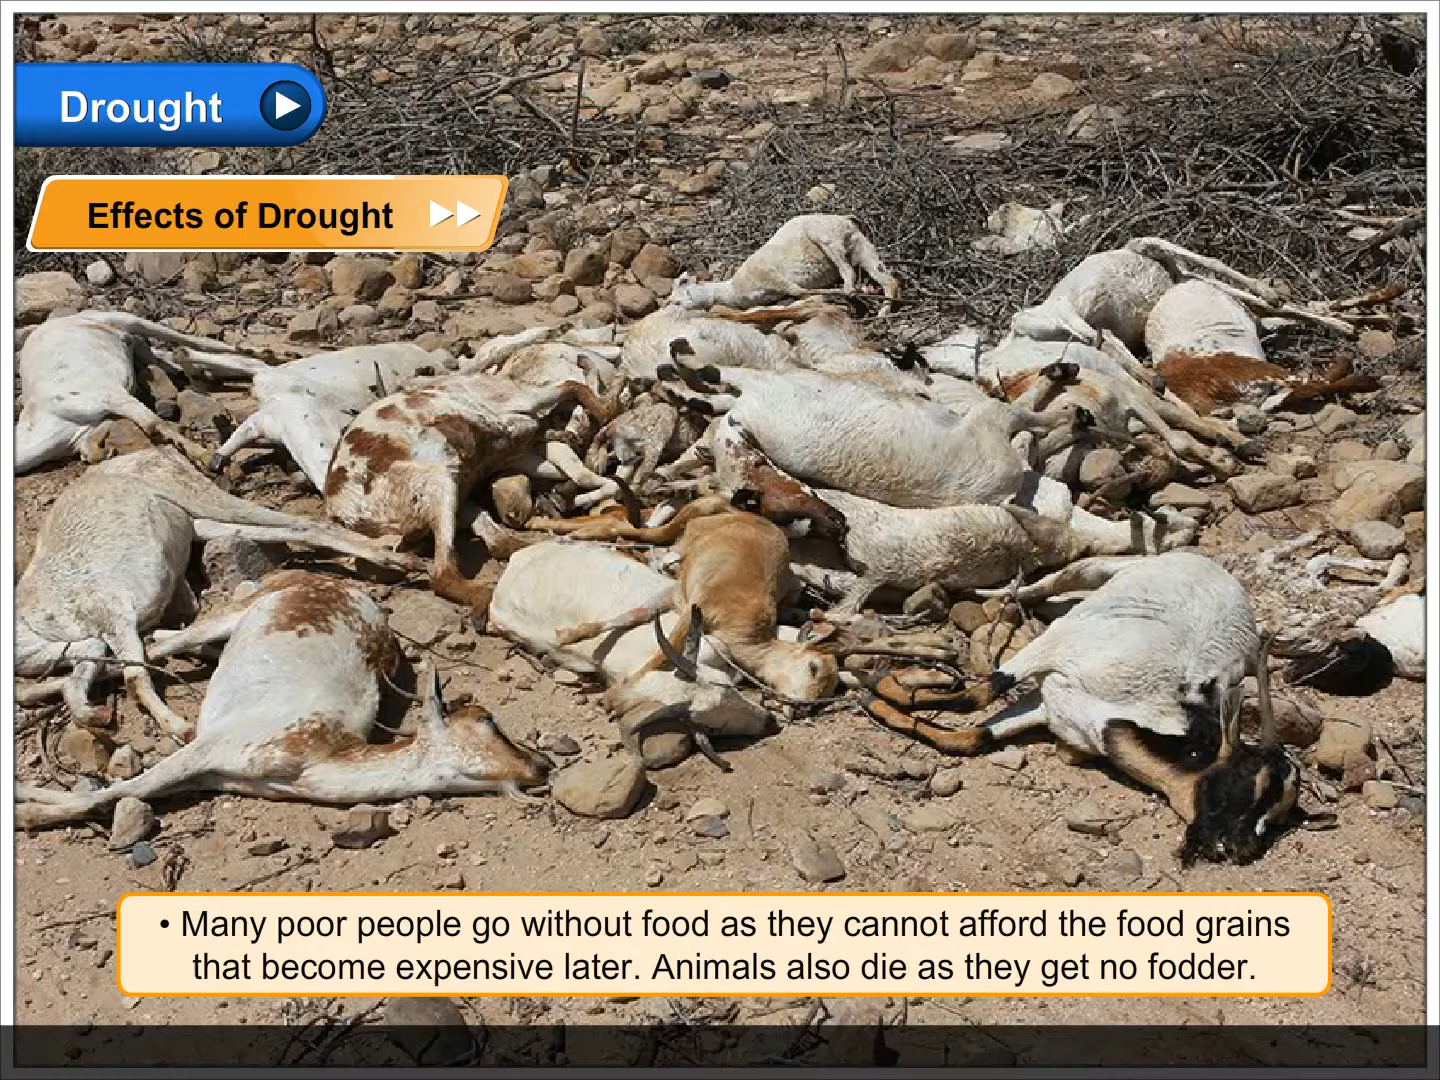 Drought
Effects of Drought
• Many poor people go without food as they cannot afford the food grains
that become expensive later. Animals also die as they get no fodder.